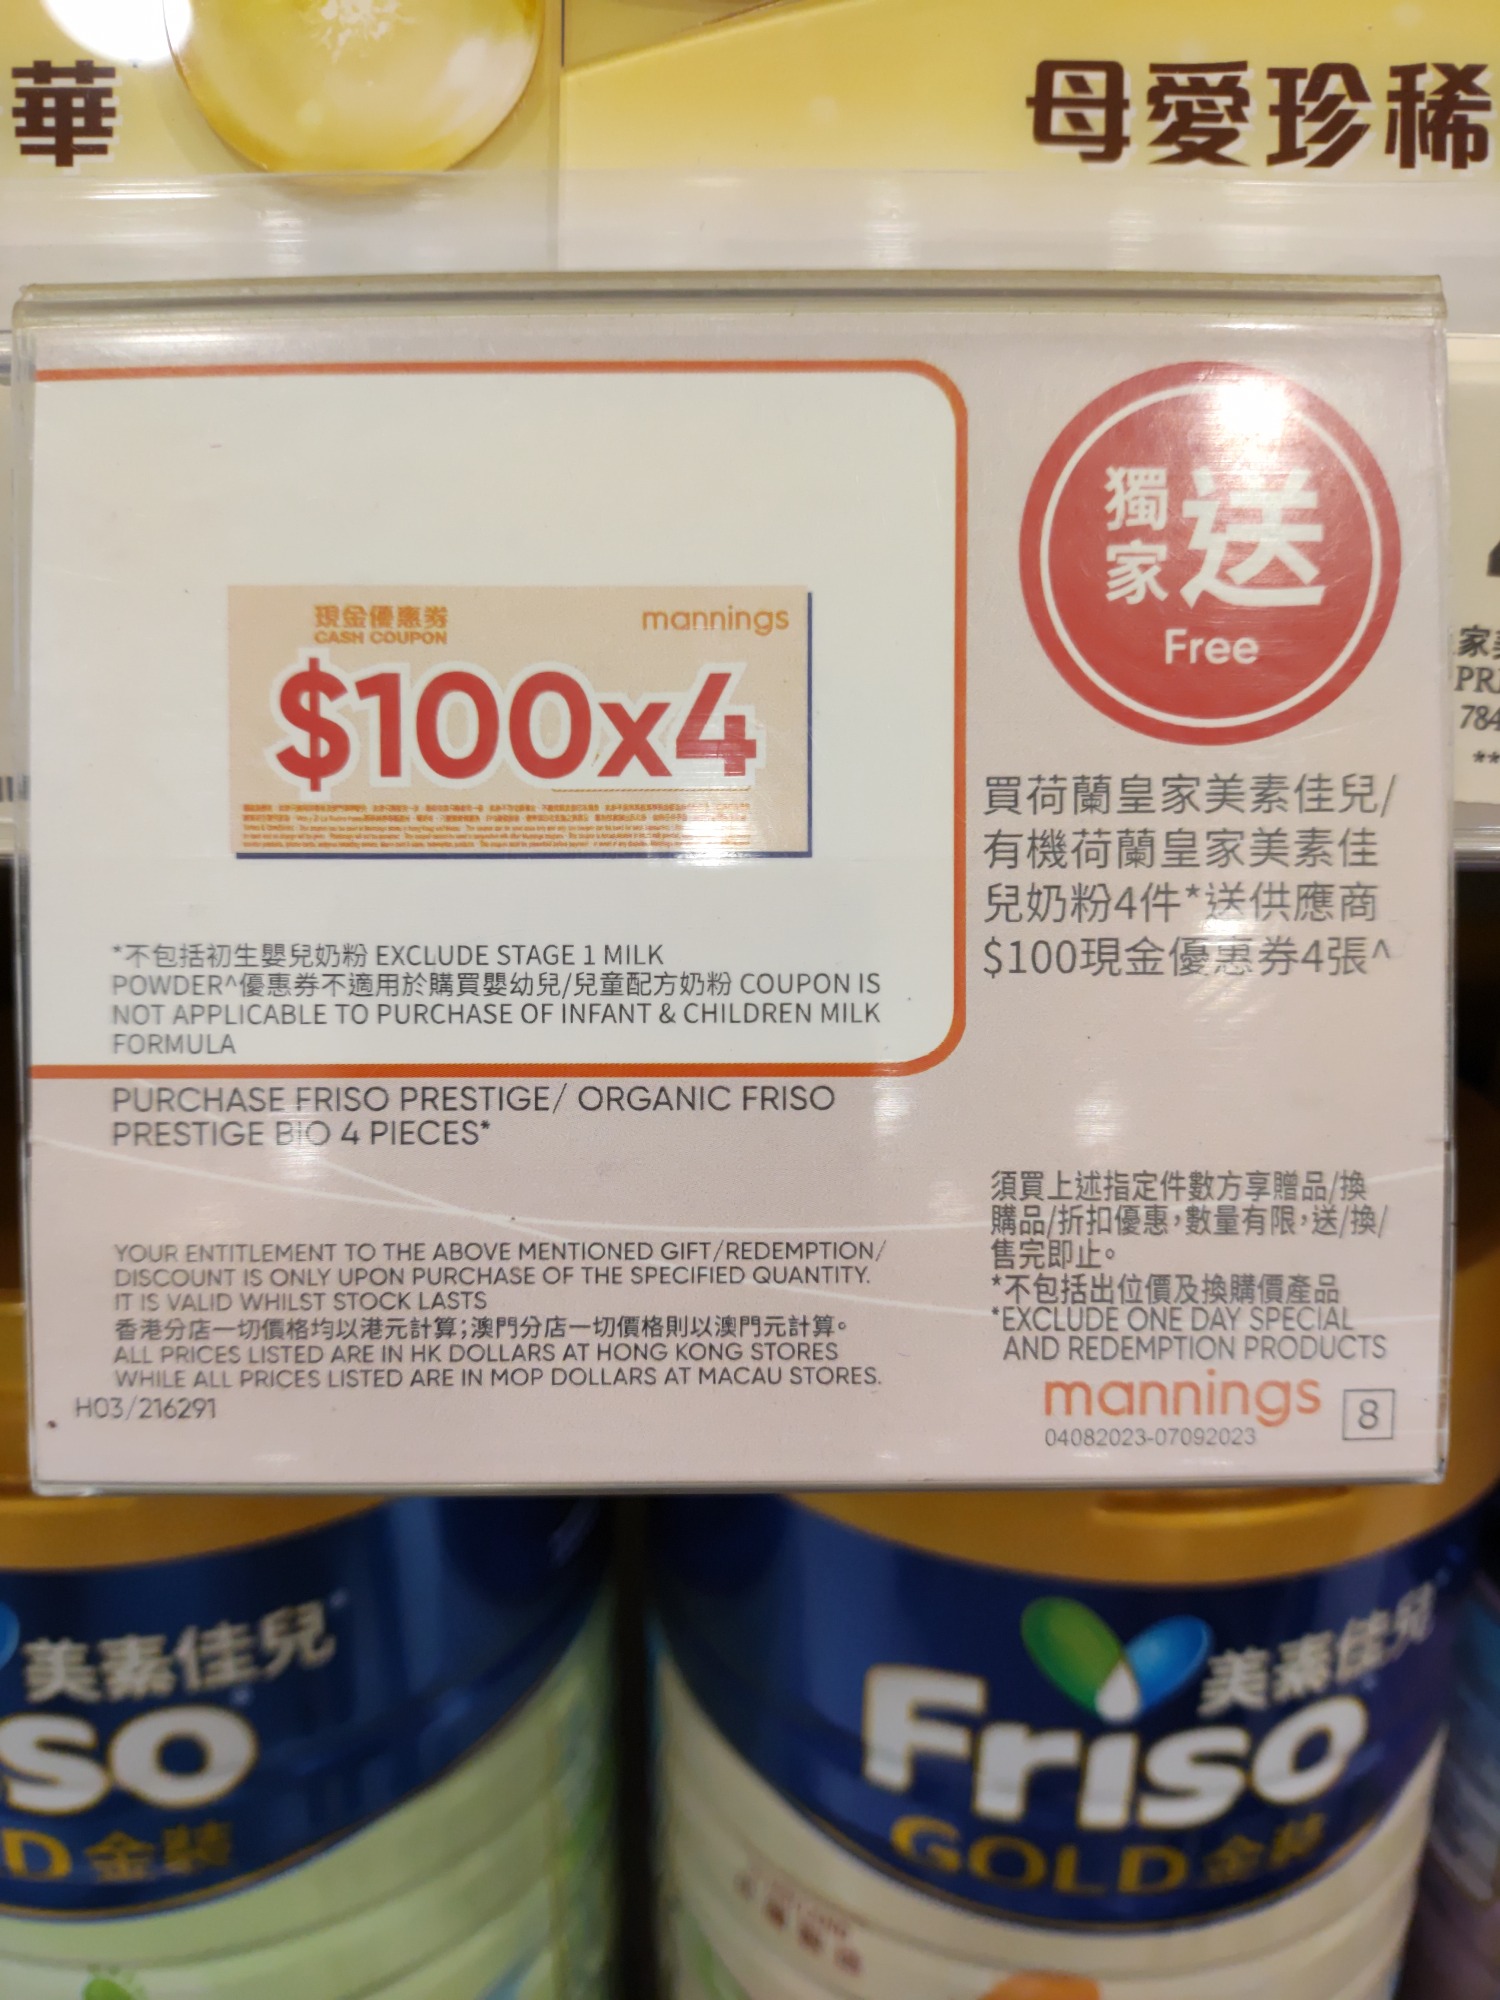 華
母愛珍稀
現金優惠券
CASH COUPON
mannings
$100x4
*不包括初生嬰兒奶粉 EXCLUDE STAGE 1 MILK
POWDER^優惠券不適用於購買嬰幼兒/兒童配方奶粉 COUPON IS
NOT APPLICABLE TO PURCHASE OF INFANT & CHILDREN MILK
FORMULA
PURCHASE FRISO PRESTIGE/ ORGANIC FRISO
PRESTIGE BIO 4 PIECES*
YOUR ENTITLEMENT TO THE ABOVE MENTIONED GIFT/REDEMPTION/
DISCOUNT IS ONLY UPON PURCHASE OF THE SPECIFIED QUANTITY.
IT IS VALID WHILST STOCK LASTS
香港分店一切價格均以港元計算;澳門分店一切價格則以澳門元計算。
ALL PRICES LISTED ARE IN HK DOLLARS AT HONG KONG STORES
WHILE ALL PRICES LISTED ARE IN MOP DOLLARS AT MACAU STORES.
H03/216291
獨家送
Free
買荷蘭皇家美素佳兒/
有機荷蘭皇家美素佳
兒奶粉4件*送供應商
$100現金優惠券4張^
須買上述指定件數方享贈品/換
購品/折扣優惠,數量有限,送/換/
售完即止。
*不包括出位價及換購價產品
*EXCLUDE ONE DAY SPECIAL
AND REDEMPTION PRODUCTS
mannings 8
04082023-07092023
家
PRI
784
**
美素佳兒
so
D 金裝
美素佳兒
Friso
GOLD 金裝